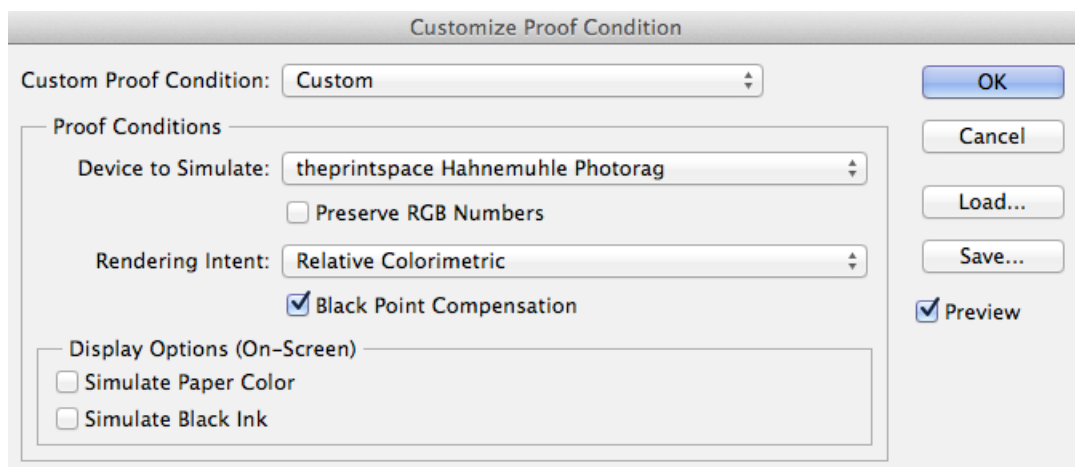 Customize Proof Condition
Custom Proof Condition: Custom
OK
Proof Conditions
Cancel
Device to Simulate: theprintspace Hahnemuhle Photorag
Preserve RGB Numbers
Load...
Rendering Intent: Relative Colorimetric
Save...
Black Point Compensation
Preview
Display Options (On-Screen)
Simulate Paper Color
Simulate Black Ink